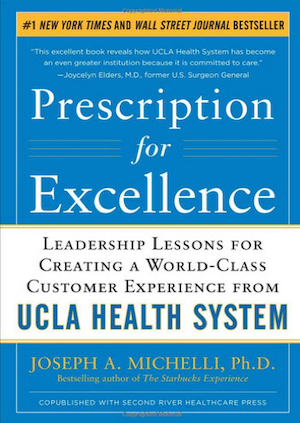 #1 NEW YORK TIMES AND WALL STREET JOURNAL BESTSELLER
"This excellent book reveals how UCLA Health System has become
an even greater institution because it is committed to care."
—Joycelyn Elders, M.D., former U.S. Surgeon General
Prescription
for
Excellence
LEADERSHIP LESSONS FOR
CREATING A WORLD-CLASS
CUSTOMER EXPERIENCE FROM
UCLA HEALTH SYSTEM
JOSEPH A. MICHELLI, Ph.D.
Bestselling author of The Starbucks Experience
COPUBLISHED WITH SECOND RIVER HEALTHCARE PRESS